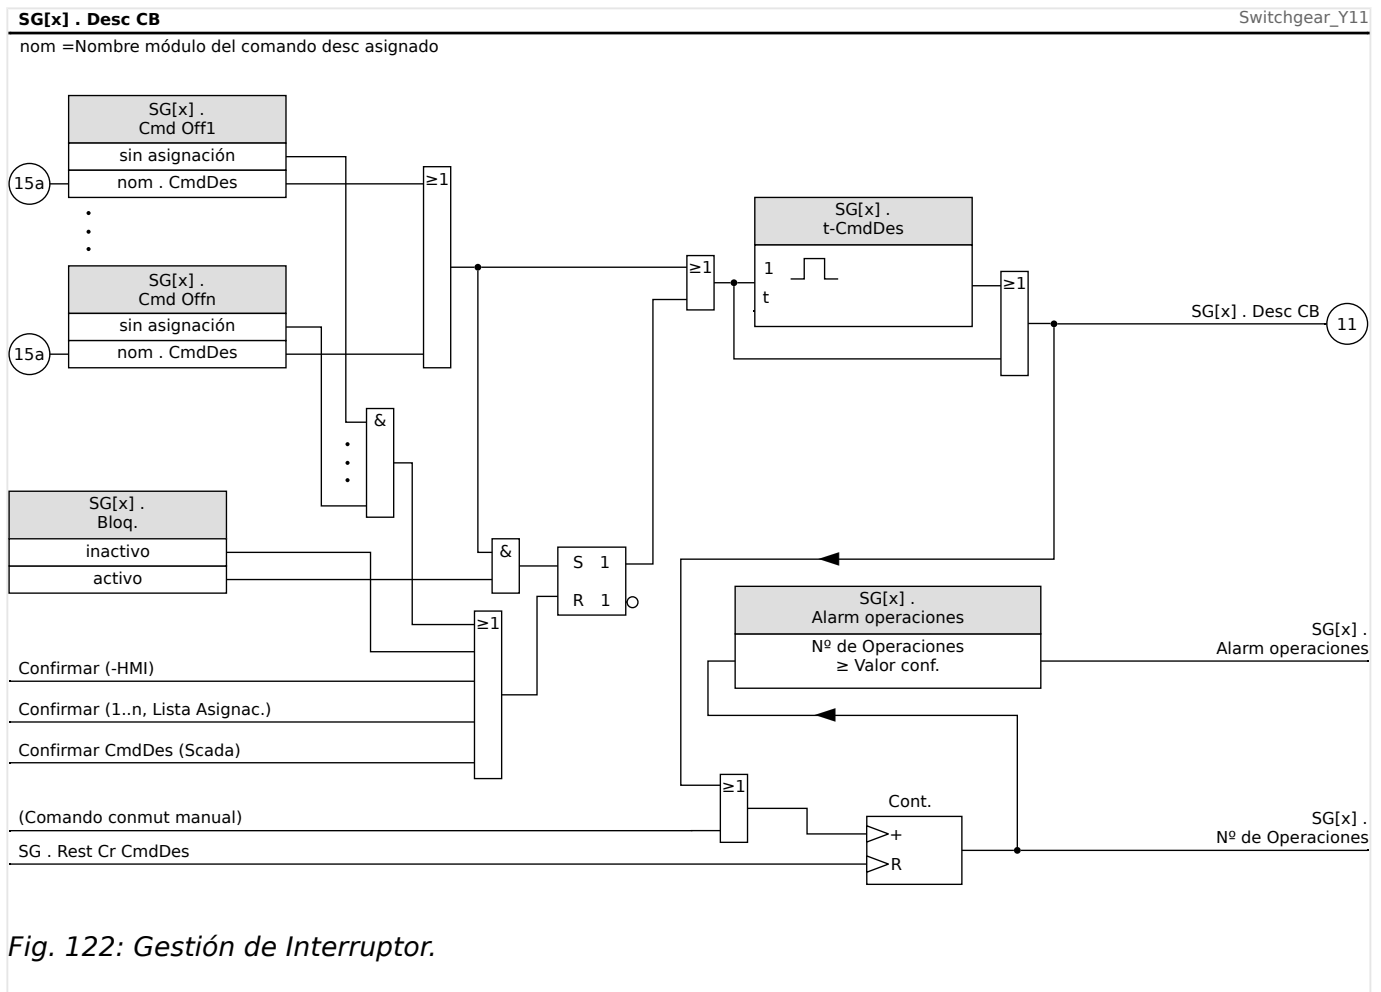 SG[x] . Desc CB
Switchgear_Y11
nom =Nombre módulo del comando desc asignado
SG[x] .
Cmd Off1
sin asignación
15a
nom . CmdDes
≥1
SG[x] .
t-CmdDes
SG[x] .
Cmd Offn
sin asignación
15a
nom . CmdDes
≥1
1
t
≥1
SG[x] . Desc CB
11
&
SG[x] .
Bloq.
inactivo
activo
&
S 1
R 1
≥1
SG[x] .
Alarm operaciones
Nº de Operaciones
≥ Valor conf.
SG[x] .
Alarm operaciones
Confirmar (-HMI)
Confirmar (1..n, Lista Asignac.)
Confirmar CmdDes (Scada)
≥1
(Comando conmut manual)
SG . Rest Cr CmdDes
Cont.
+
R
SG[x] .
Nº de Operaciones
Fig. 122: Gestión de Interruptor.